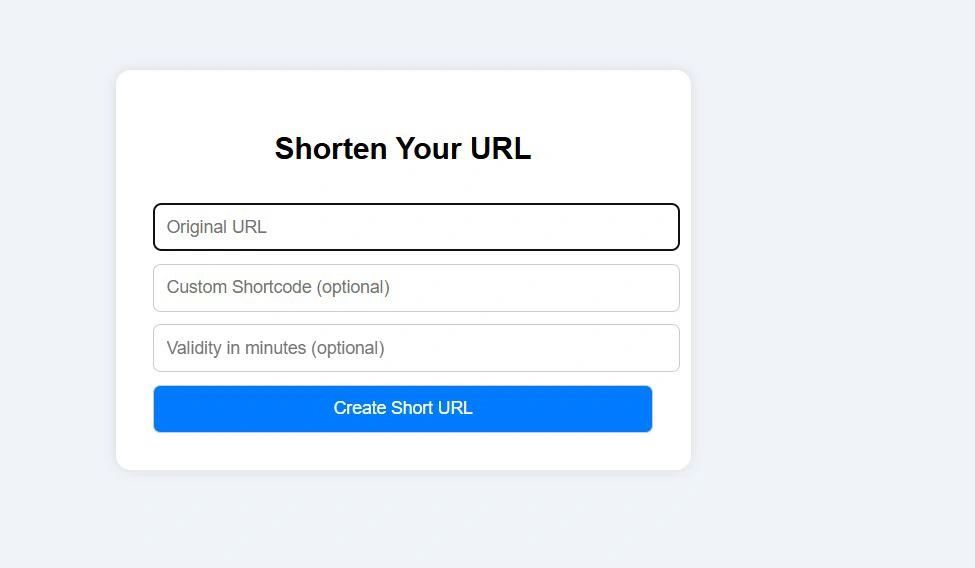 Shorten Your URL
Original URL
Custom Shortcode (optional)
Validity in minutes (optional)
Create Short URL